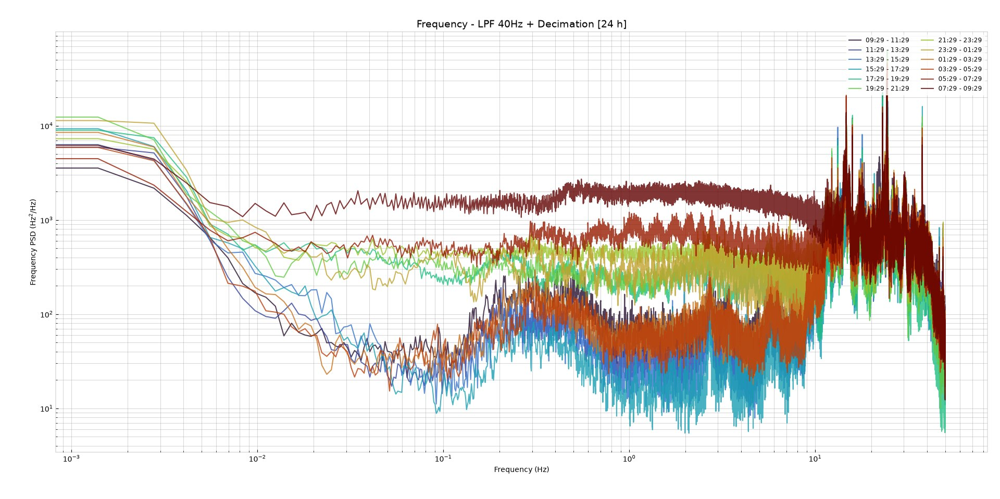 Frequency - LPF 40Hz + Decimation [24 h]
09:29 - 11:29
11:29 - 13:29
13:29 - 15:29
15:29 - 17:29
17:29 - 19:29
19:29 - 21:29
21:29 - 23:29
23:29 - 01:29
01:29 - 03:29
03:29 - 05:29
05:29 - 07:29
07:29 - 09:29
Frequency PSD (Hz²/Hz)
10⁴
10³
10²
10¹
10⁻³ 10⁻² 10⁻¹ 10⁰ 10¹
Frequency (Hz)